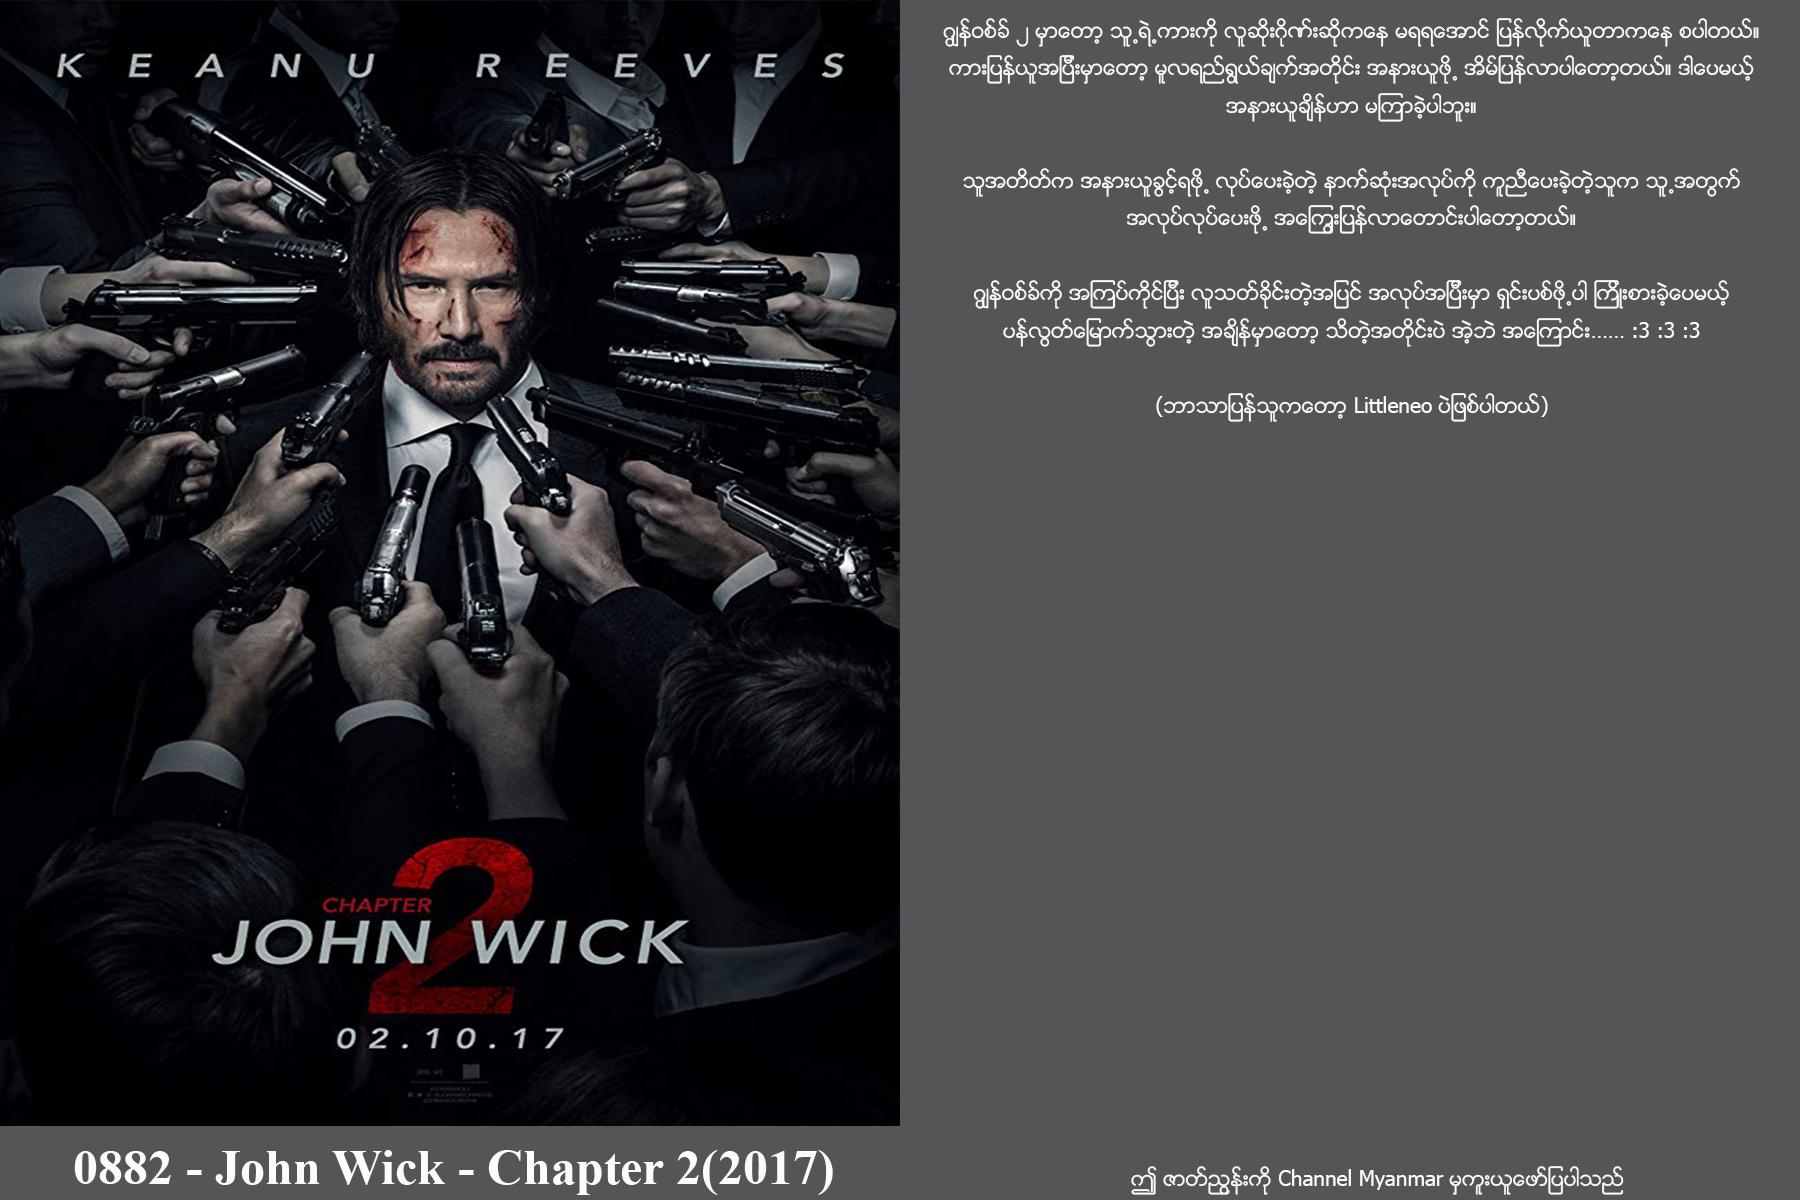 KEANU REEVES
CHAPTER 2
JOHN WICK
02.10.17
0882 - John Wick - Chapter 2(2017)
ဂျွန်ဝစ်ခ် ၂ မှာတော့ သူ့ရဲ့ကားကို လူဆိုးဂိုဏ်းဆိုကနေ မရရအောင် ပြန်လိုက်ယူတာကနေ စပါတယ်။
ကားပြန်ယူအပြီးမှာတော့ မူလရည်ရွယ်ချက်အတိုင်း အနားယူဖို့ အိမ်ပြန်လာပါတော့တယ်။ ဒါပေမယ့်
အနားယူချိန်ဟာ မကြာခဲ့ပါဘူး။
သူအတိတ်က အနားယူခွင့်ရဖို့ လုပ်ပေးခဲ့တဲ့ နာက်ဆုံးအလုပ်ကို ကူညီပေးခဲ့တဲ့သူက သူ့အတွက်
အလုပ်လုပ်ပေးဖို့ အကြွေးပြန်လာတောင်းပါတော့တယ်။
ဂျွန်ဝစ်ခ်ကို အကြပ်ကိုင်ပြီး လူသတ်ခိုင်းတဲ့အပြင် အလုပ်အပြီးမှာ ရှင်းပစ်ဖို့ပါ ကြိုးစားခဲ့ပေမယ့်
ပန်လွတ်မြောက်သွားတဲ့ အချိန်မှာတော့ သိတဲ့အတိုင်းပဲ အဲ့ဘဲ အကြောင်း...... :3 :3 :3
(ဘာသာပြန်သူကတော့ Littleneo ပဲဖြစ်ပါတယ်)
ဤ ဇာတ်ညွှန်းကို Channel Myanmar မှကူးယူဖော်ပြပါသည်